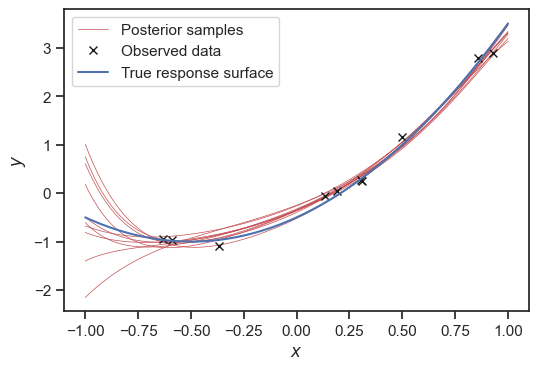 Posterior samples
Observed data
True response surface
3
2
1
0
−1
−2
y
−1.00 −0.75 −0.50 −0.25 0.00 0.25 0.50 0.75 1.00
x